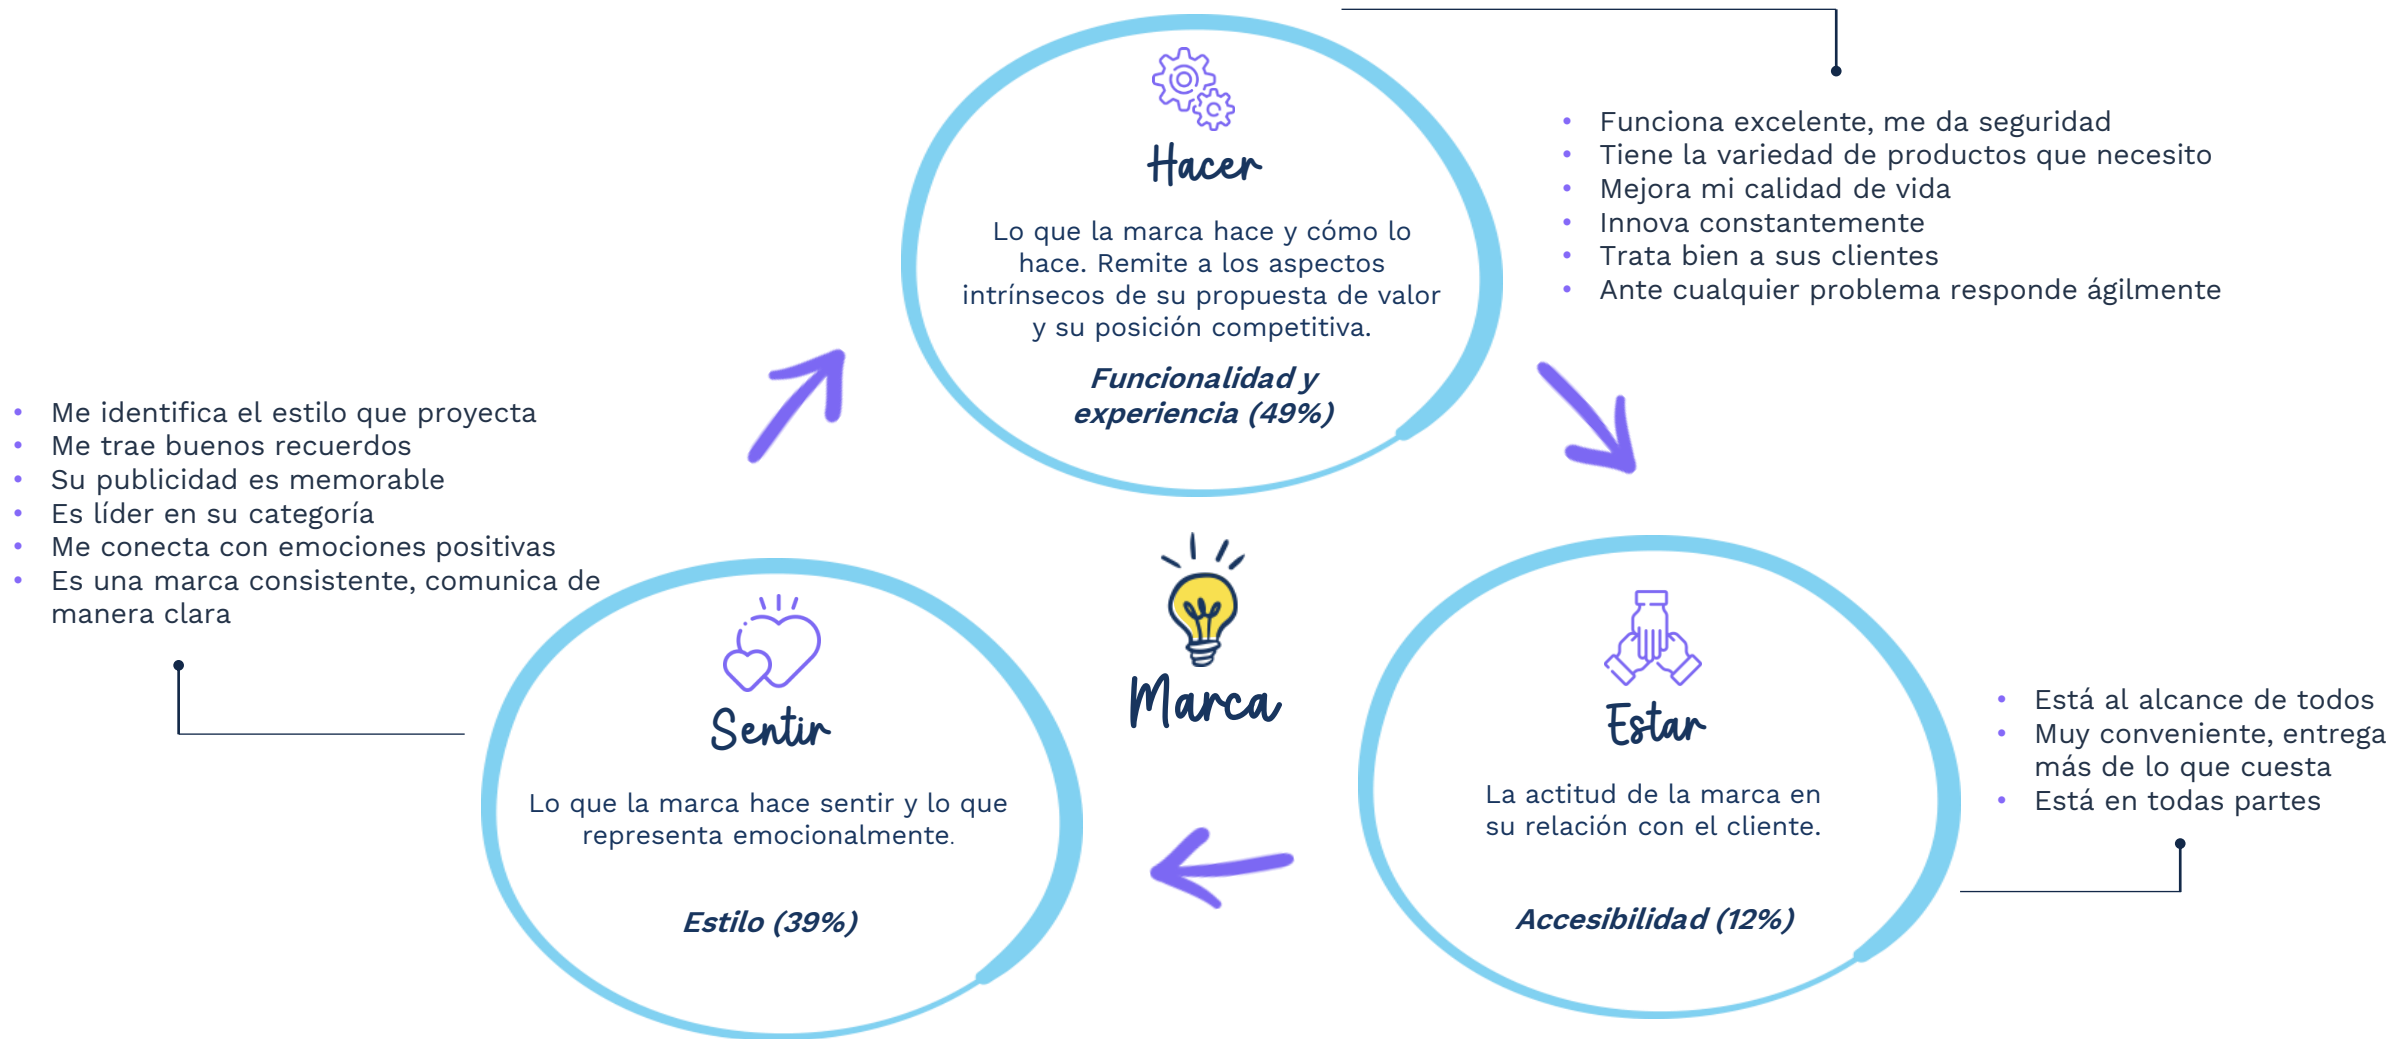 Hacer
Lo que la marca hace y cómo lo
hace. Remite a los aspectos
intrínsecos de su propuesta de valor
y su posición competitiva.
Funcionalidad y
experiencia (49%)
• Funciona excelente, me da seguridad
• Tiene la variedad de productos que necesito
• Mejora mi calidad de vida
• Innova constantemente
• Trata bien a sus clientes
• Ante cualquier problema responde ágilmente
• Me identifica el estilo que proyecta
• Me trae buenos recuerdos
• Su publicidad es memorable
• Es líder en su categoría
• Me conecta con emociones positivas
• Es una marca consistente, comunica de
manera clara
Sentir
Lo que la marca hace sentir y lo que
representa emocionalmente.
Estilo (39%)
Marca
Estar
La actitud de la marca en
su relación con el cliente.
Accesibilidad (12%)
• Está al alcance de todos
• Muy conveniente, entrega
más de lo que cuesta
• Está en todas partes